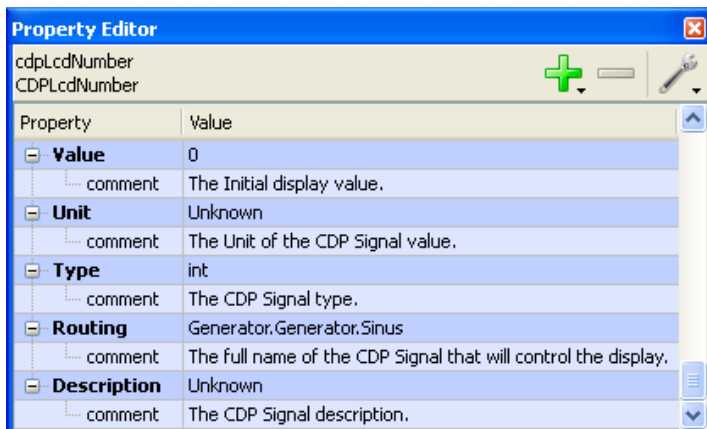 Property Editor
cdpLcdNumber
CDPLcdNumber
Property Value
Value 0
comment The Initial display value.
Unit Unknown
comment The Unit of the CDP Signal value.
Type int
comment The CDP Signal type.
Routing Generator.Generator.Sinus
comment The full name of the CDP Signal that will control the display.
Description Unknown
comment The CDP Signal description.